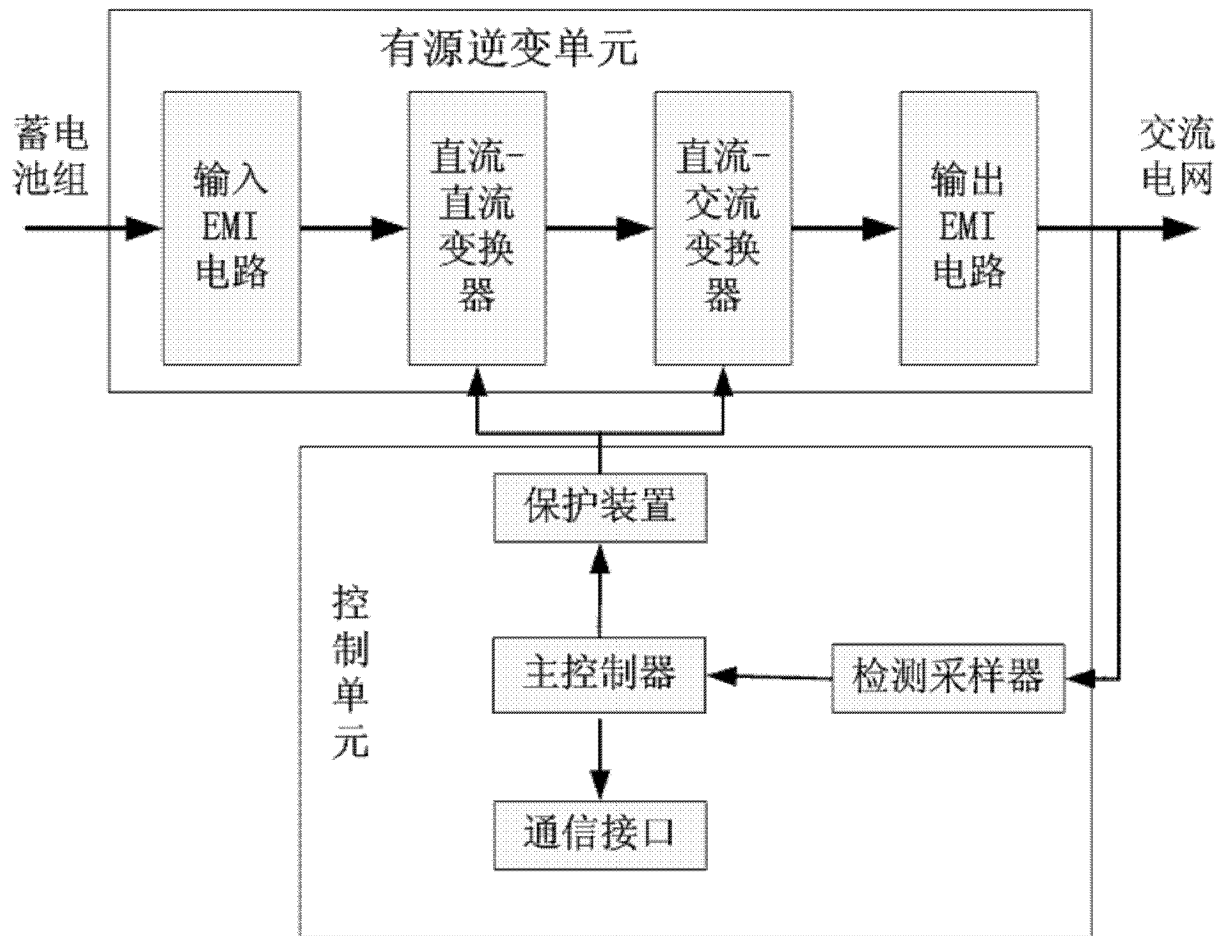 有源逆变单元
蓄电
池组
输入
EMI
电路
直流-
直流
变换
器
直流-
交流
变换
器
输出
EMI
电路
交流
电网
保护装置
控
制
单
元
主控制器
检测采样器
通信接口